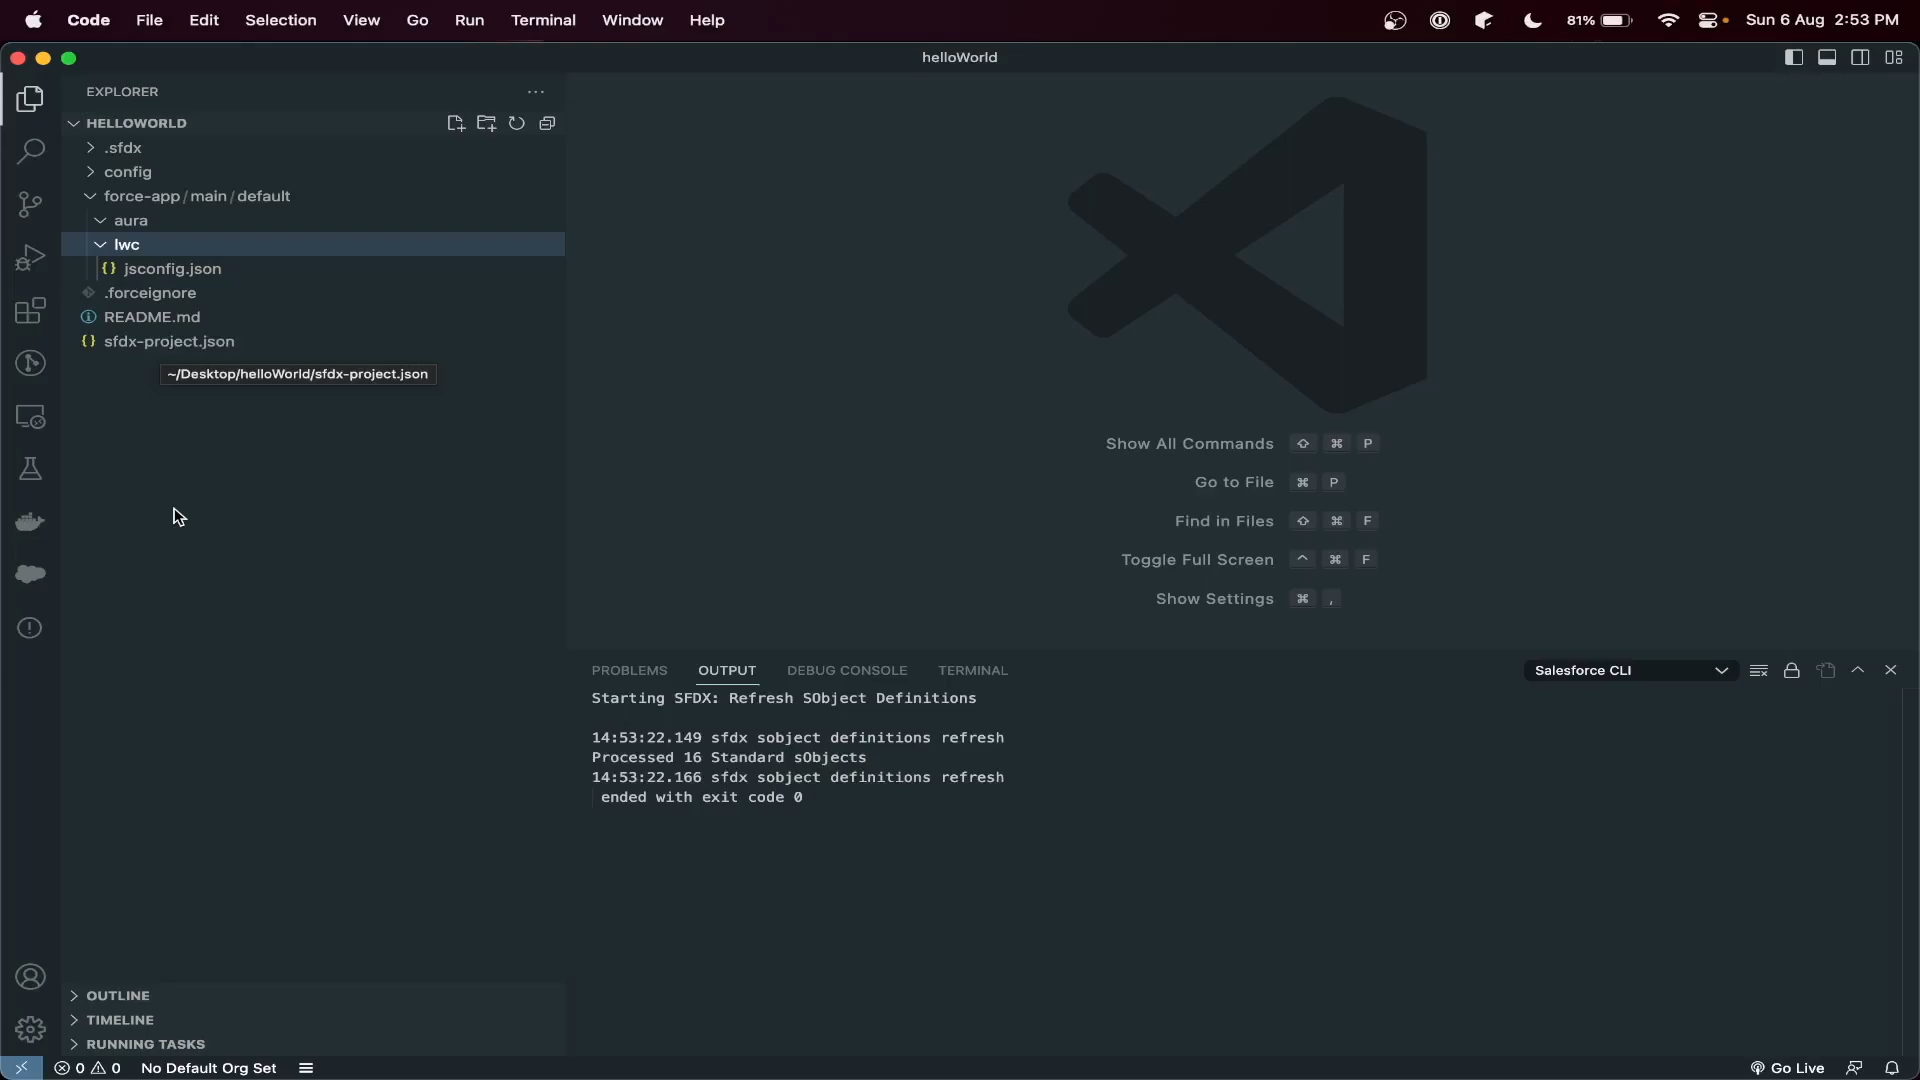 Code File Edit Selection View Go Run Terminal Window Help 81% Sun 6 Aug 2:53 PM
helloWorld
EXPLORER
HELLOWORLD
.sfdx
config
force-app/main/default
aura
lwc
{} jsconfig.json
.forceignore
README.md
{} sfdx-project.json
~/Desktop/helloWorld/sfdx-project.json
Show All Commands ⇧ ⌘ P
Go to File ⌘ P
Find in Files ⇧ ⌘ F
Toggle Full Screen ^ ⌘ F
Show Settings ⌘ ,
PROBLEMS OUTPUT DEBUG CONSOLE TERMINAL Salesforce CLI
Starting SFDX: Refresh SObject Definitions
14:53:22.149 sfdx sobject definitions refresh
Processed 16 Standard sObjects
14:53:22.166 sfdx sobject definitions refresh
ended with exit code 0
OUTLINE
TIMELINE
RUNNING TASKS
0 0 No Default Org Set Go Live